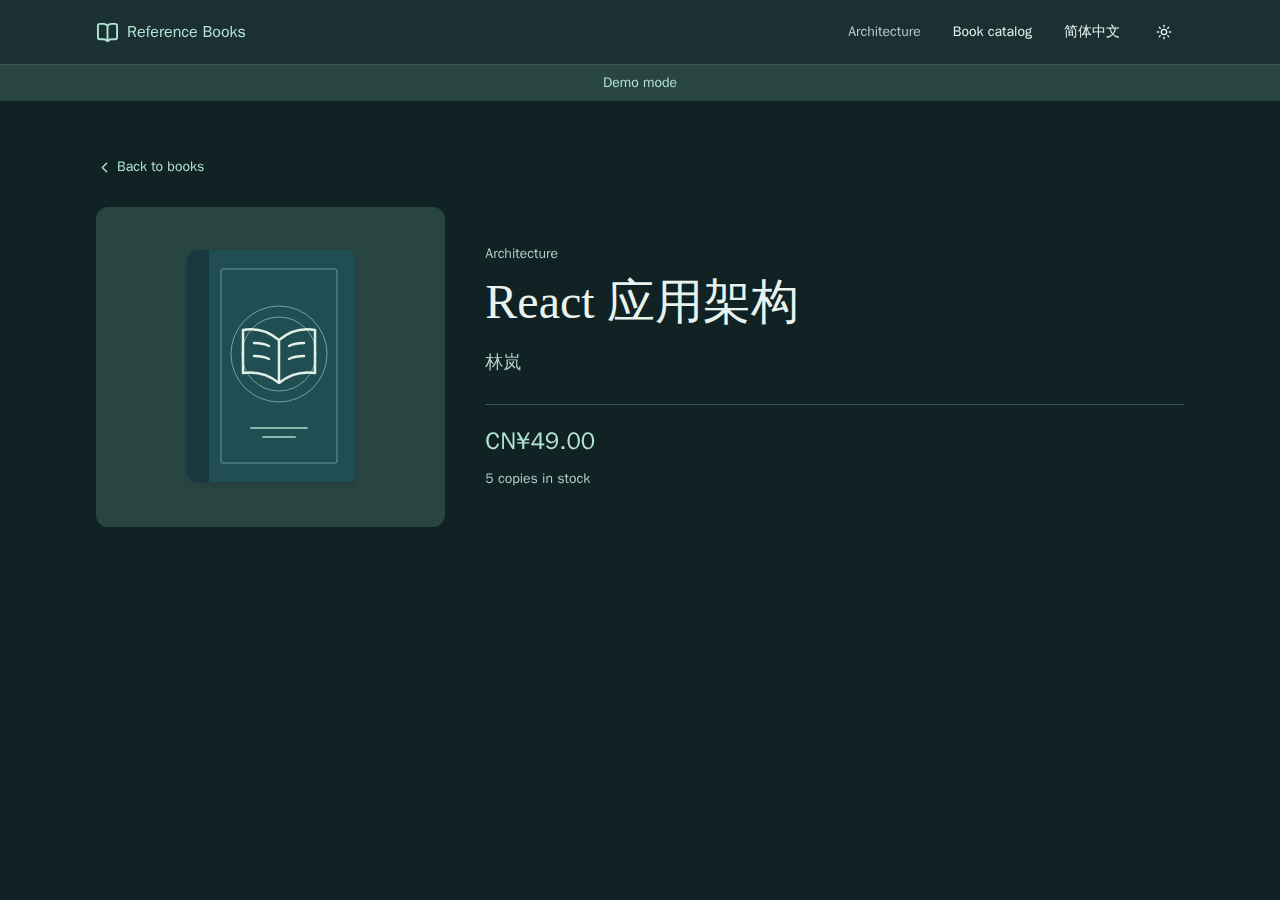 Reference Books
Architecture
Book catalog
简体中文
Demo mode
Back to books
Architecture
React 应用架构
林岚
CN¥49.00
5 copies in stock